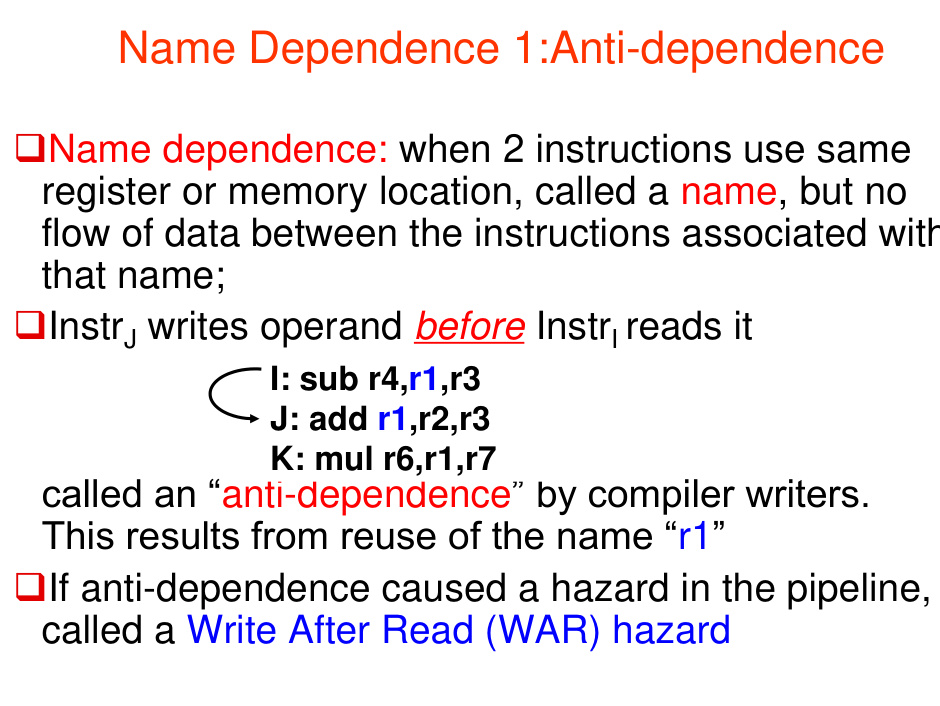 Name Dependence 1:Anti-dependence
❑Name dependence: when 2 instructions use same
register or memory location, called a name, but no
flow of data between the instructions associated with
that name;
❑InstrJ writes operand before InstrI reads it
I: sub r4,r1,r3
J: add r1,r2,r3
K: mul r6,r1,r7
called an “anti-dependence” by compiler writers.
This results from reuse of the name “r1”
❑If anti-dependence caused a hazard in the pipeline,
called a Write After Read (WAR) hazard